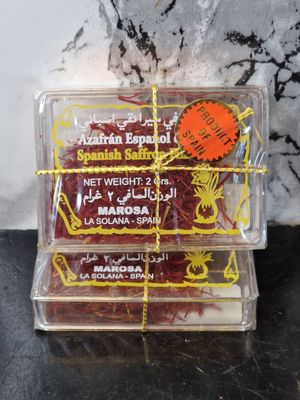 Azafrán Español
PRODUCT
OF
SPAIN
Spanish Saffron
NET WEIGHT: 2 Grs.
الوزن الصافي ٢ غرام
MAROSA
LA SOLANA - SPAIN
MAROSA
LA SOLANA - SPAIN
الوزن الصافي ٢ غرام